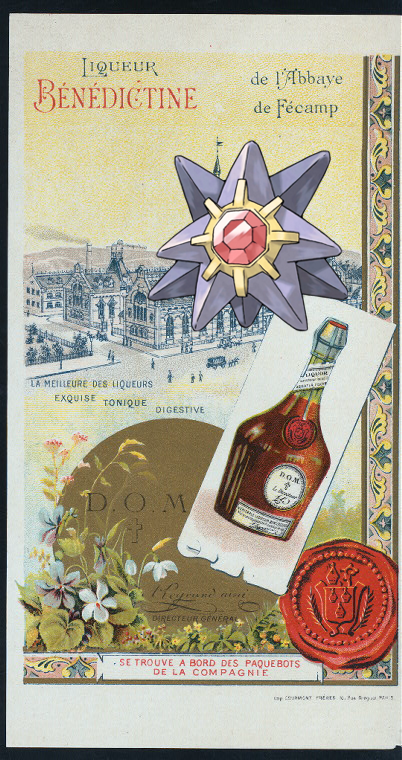 LIQUEUR
BÉNÉDICTINE
de l'Abbaye
de Fécamp
LA MEILLEURE DES LIQUEURS
EXQUISE TONIQUE
DIGESTIVE
LIQUOR
D.O.M.
D.O.M
DIRECTEUR GÉNÉRAL
SE TROUVE A BORD DES PAQUEBOTS
DE LA COMPAGNIE